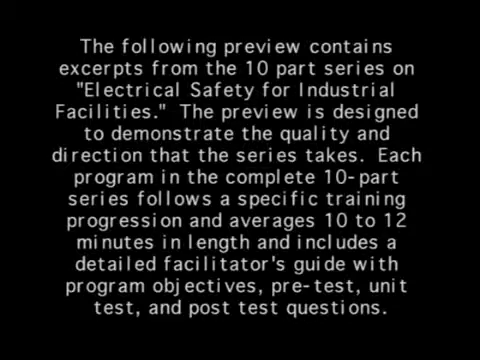 The following preview contains
excerpts from the 10 part series on
"Electrical Safety for Industrial
Facilities." The preview is designed
to demonstrate the quality and
direction that the series takes. Each
program in the complete 10-part
series follows a specific training
progression and averages 10 to 12
minutes in length and includes a
detailed facilitator's guide with
program objectives, pre-test, unit
test, and post test questions.